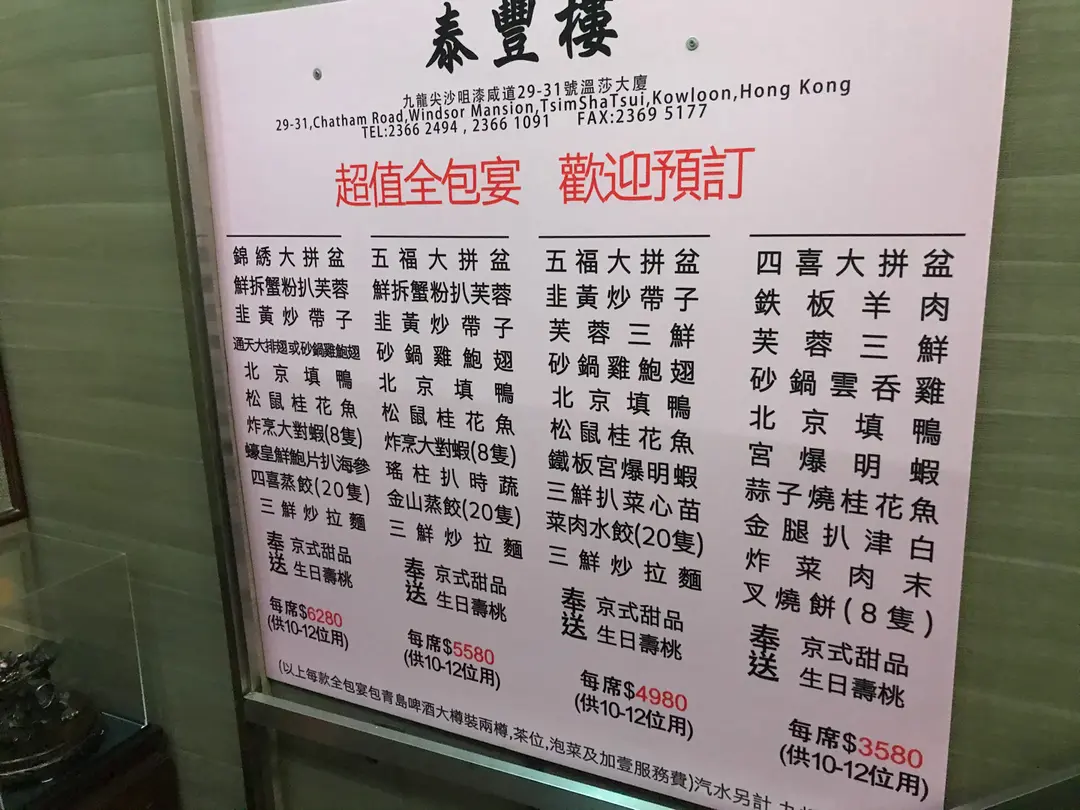 泰豐樓
九龍尖沙咀漆咸道29-31號溫莎大廈
29-31,Chatham Road,Windsor Mansion,TsimShaTsui,Kowloon,Hong Kong
TEL:2366 2494 , 2366 1091 FAX:2369 5177
超值全包宴 歡迎預訂
錦綉大拼盆
鮮拆蟹粉扒芙蓉
韭黃炒帶子
通天大排翅或砂鍋雞鮑翅
北京填鴨
松鼠桂花魚
炸烹大對蝦(8隻)
蠔皇鮮鮑片扒海參
四喜蒸餃(20隻)
三鮮炒拉麵
奉送 京式甜品
生日壽桃
每席$6280
(供10-12位用)
五福大拼盆
鮮拆蟹粉扒芙蓉
韭黃炒帶子
砂鍋雞鮑翅
北京填鴨
松鼠桂花魚
炸烹大對蝦(8隻)
瑤柱扒時蔬
金山蒸餃(20隻)
三鮮炒拉麵
奉送 京式甜品
生日壽桃
每席$5580
(供10-12位用)
五福大拼盆
韭黃炒帶子
芙蓉三鮮
砂鍋雞鮑翅
北京填鴨
松鼠桂花魚
鐵板宮爆明蝦
三鮮扒菜心苗
菜肉水餃(20隻)
三鮮炒拉麵
奉送 京式甜品
生日壽桃
每席$4980
(供10-12位用)
四喜大拼盆
鉄板羊肉
芙蓉三鮮
砂鍋雲吞雞
北京填鴨
宮爆明蝦
蒜子燒桂花魚
金腿扒津白
炸菜肉末
叉燒餅(8隻)
奉送 京式甜品
生日壽桃
每席$3580
(供10-12位用)
(以上每款全包宴包青島啤酒大樽裝兩樽,茶位,泡菜及加壹服務費)汽水另計